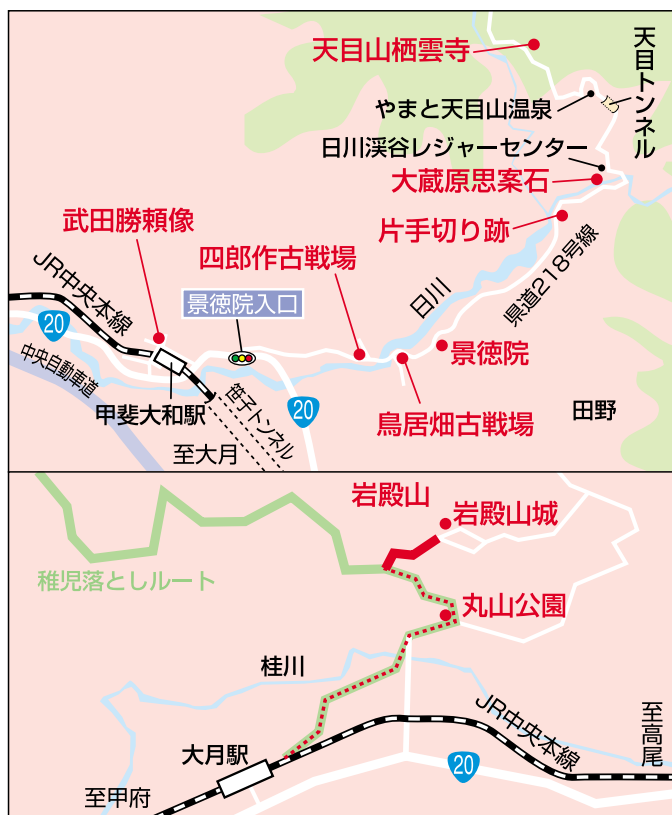 天目山栖雲寺
天目トンネル
やまと天目山温泉
日川渓谷レジャーセンター
大蔵原思案石
武田勝頼像
片手切り跡
四郎作古戦場
JR中央本線
県道218号線
日川
景徳院入口
20
中央自動車道
景徳院
甲斐大和駅
笹子トンネル
20
鳥居畑古戦場
田野
至大月
岩殿山
岩殿山城
稚児落としルート
丸山公園
桂川
JR中央本線
至高尾
大月駅
20
至甲府